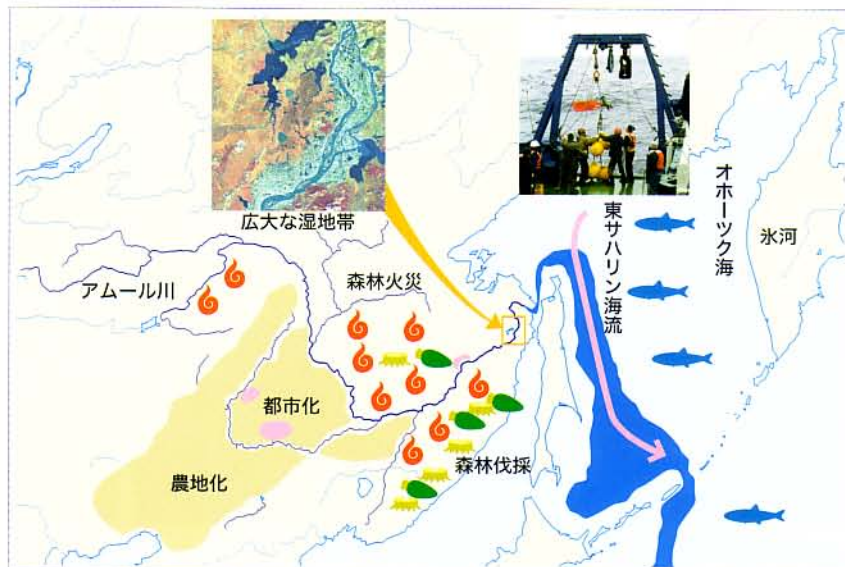 広大な湿地帯
東サハリン海流
オホーツク海
氷河
アムール川
森林火災
都市化
森林伐採
農地化